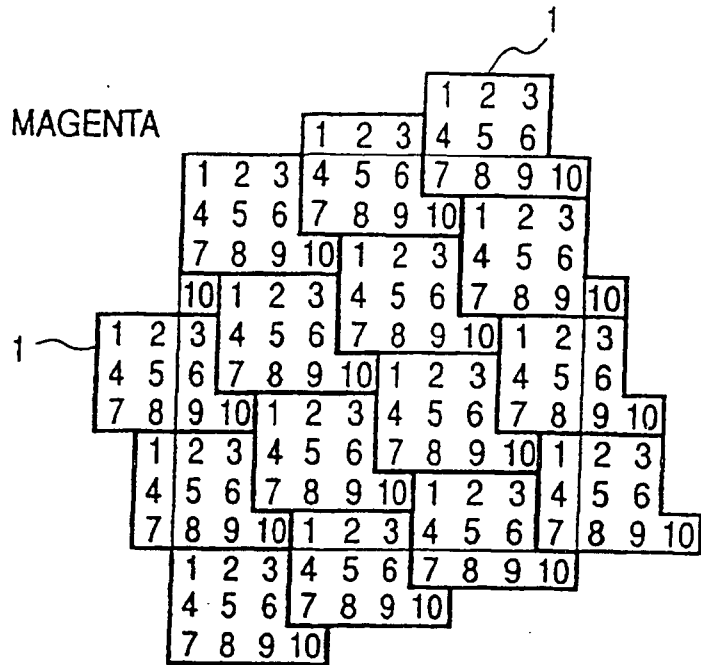 1
1 2 3
MAGENTA 1 2 3 4 5 6
1 2 3 4 5 6 7 8 9 10
4 5 6 7 8 9 10 1 2 3
7 8 9 10 1 2 3 4 5 6
10 1 2 3 4 5 6 7 8 9 10
1 1 2 3 4 5 6 7 8 9 10 1 2 3
4 5 6 7 8 9 10 1 2 3 4 5 6
7 8 9 10 1 2 3 4 5 6 7 8 9 10
1 2 3 4 5 6 7 8 9 10 1 2 3
4 5 6 7 8 9 10 1 2 3 4 5 6
7 8 9 10 1 2 3 4 5 6 7 8 9 10
1 2 3 4 5 6 7 8 9 10
4 5 6 7 8 9 10
7 8 9 10